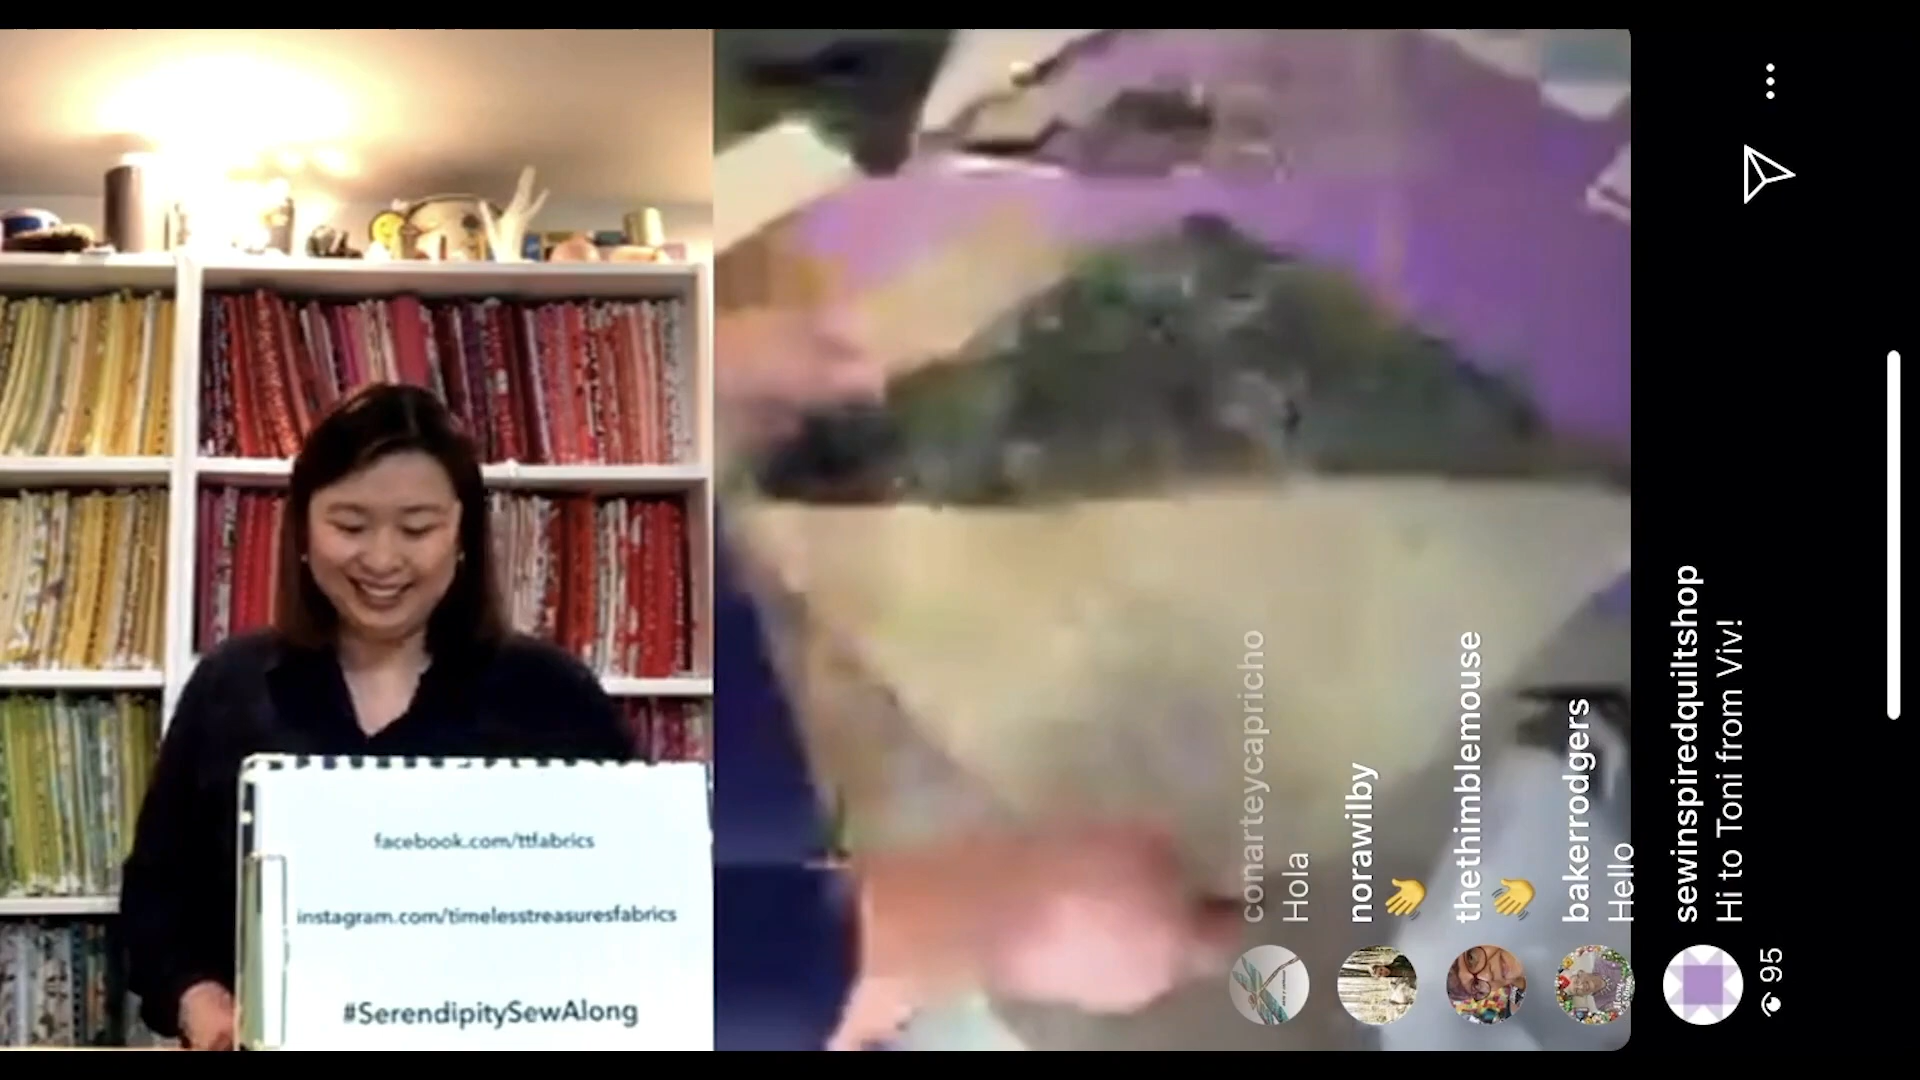 facebook.com/ttfabrics
instagram.com/timelesstreasuresfabrics
#SerendipitySewAlong
conarteycapricho
Hola
norawilby
👋
thethimblemouse
👋
bakerrodgers
Hello
sewinspiredquiltshop
Hi to Toni from Viv!
95